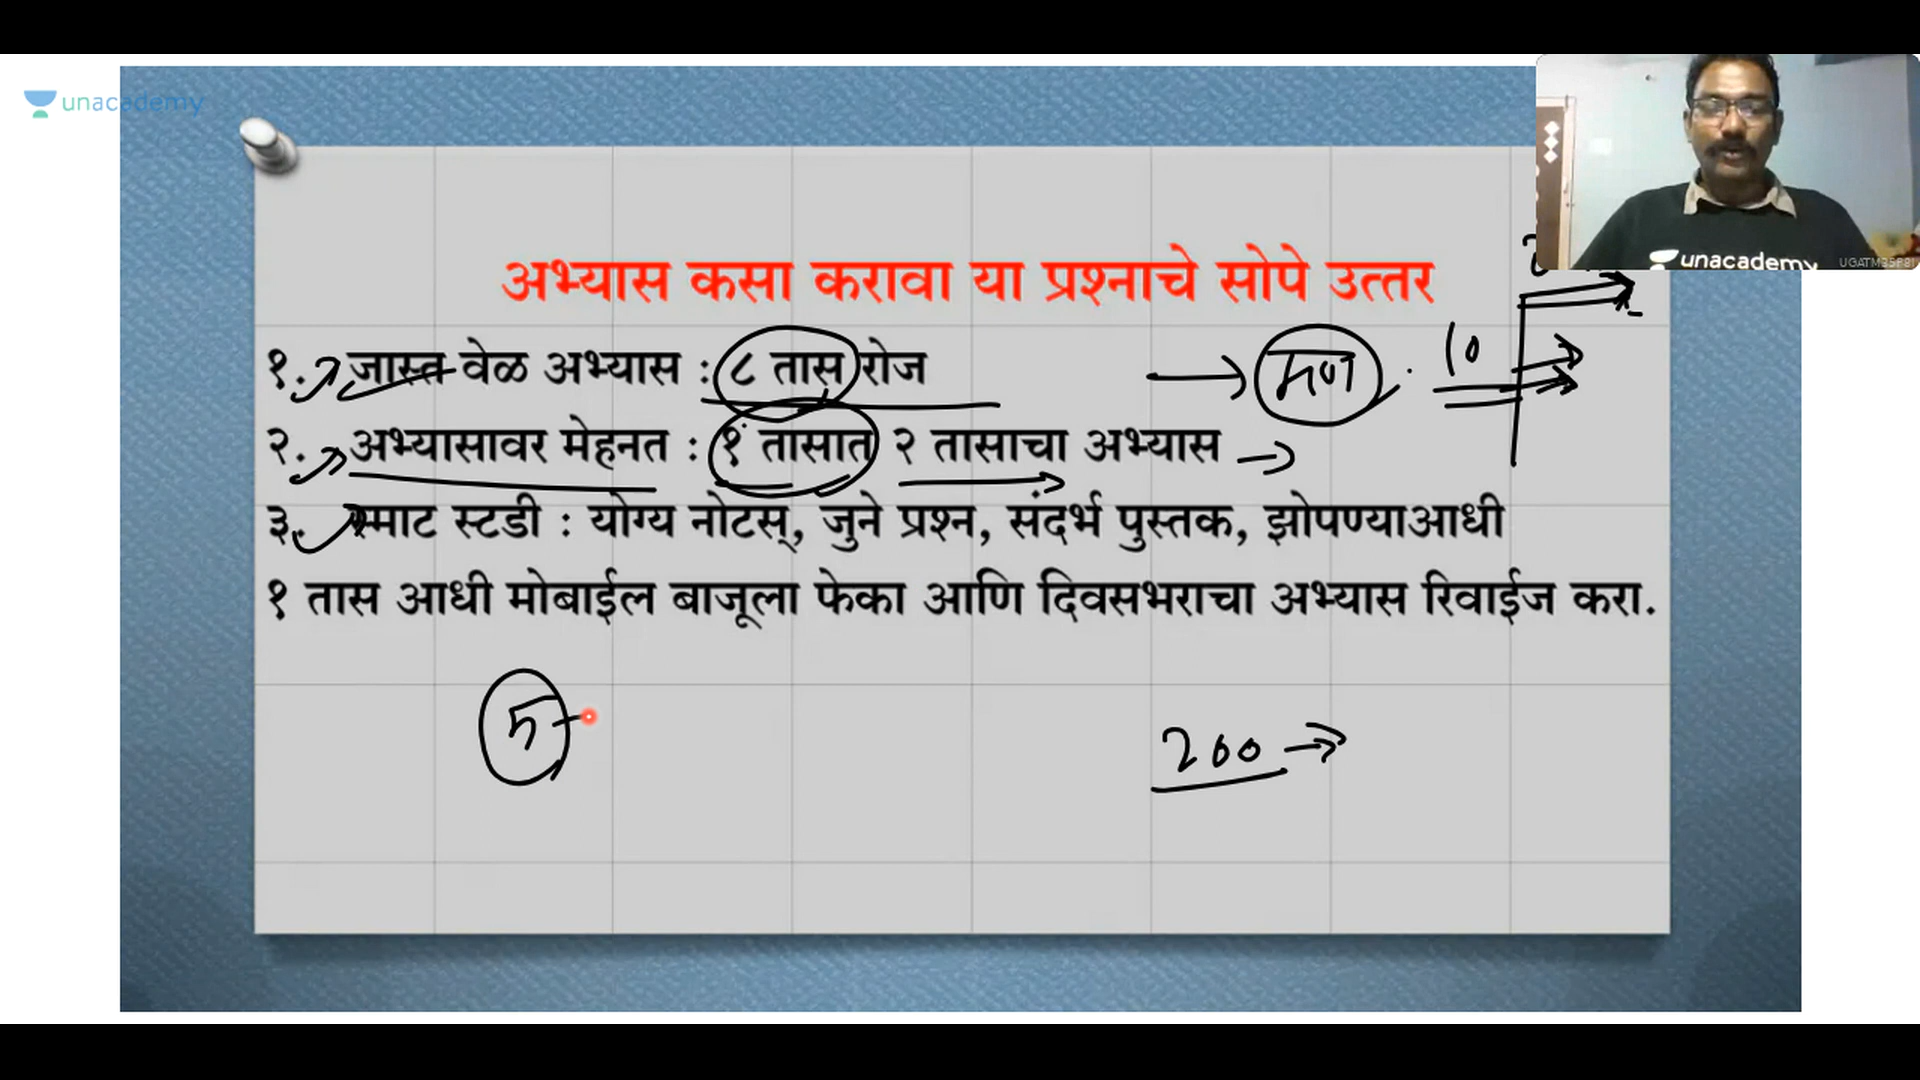 unacademy
अभ्यास कसा करावा या प्रश्नाचे सोपे उत्तर
१. जास्त वेळ अभ्यास : ८ तास रोज
10
२. अभ्यासावर मेहनत : १ तासात २ तासाचा अभ्यास
३. स्माट स्टडी : योग्य नोटस्, जुने प्रश्न, संदर्भ पुस्तक, झोपण्याआधी
१ तास आधी मोबाईल बाजूला फेका आणि दिवसभराचा अभ्यास रिवाईज करा.
5
200
unacademy